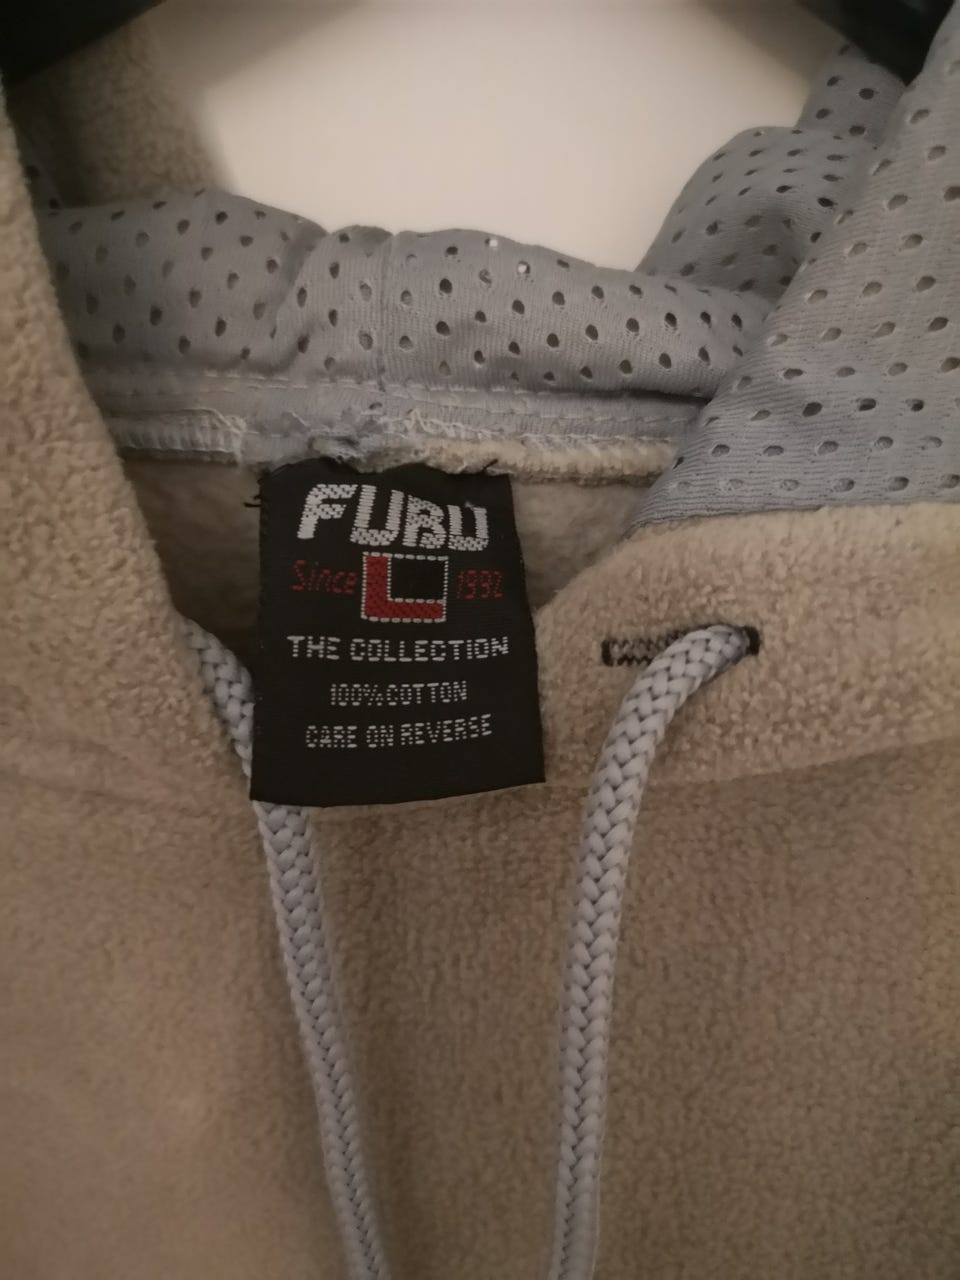 FUBU
Since L 1992
THE COLLECTION
100% COTTON
CARE ON REVERSE